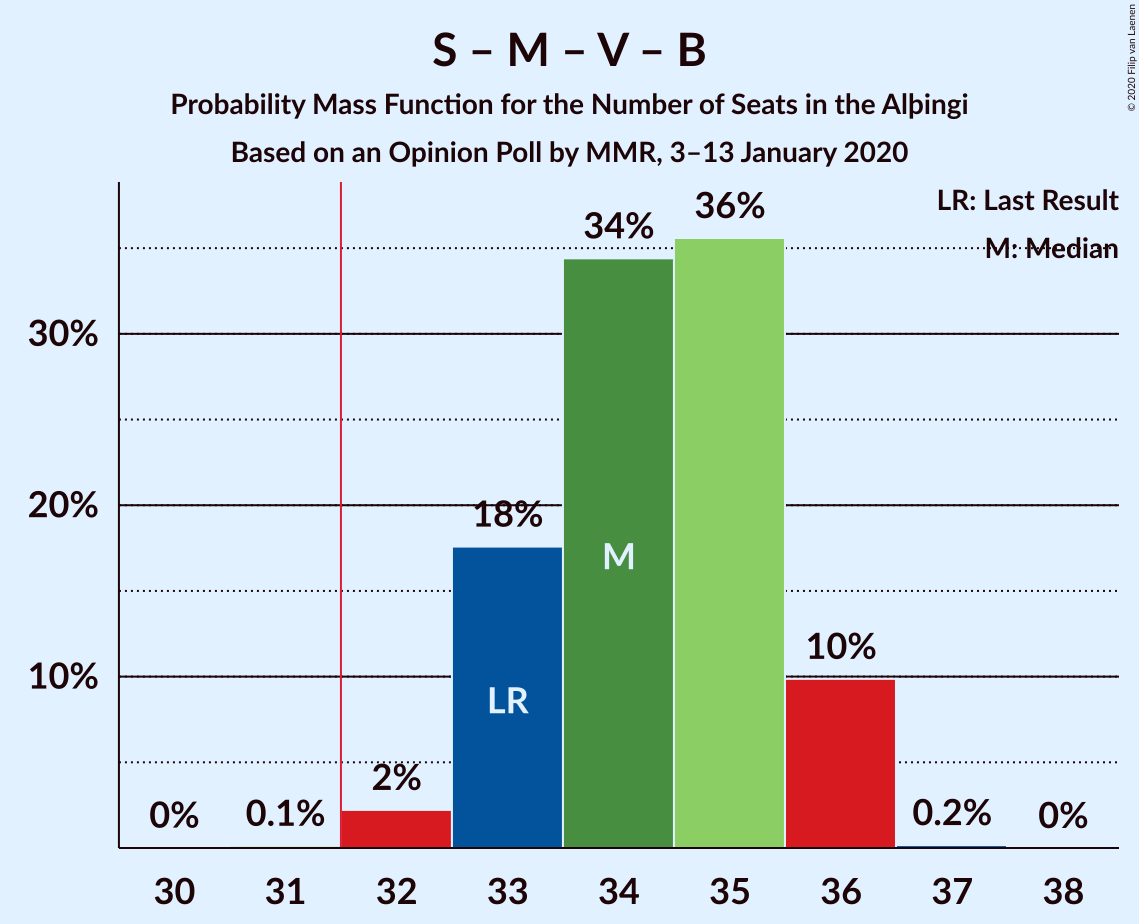 S – M – V – B
Probability Mass Function for the Number of Seats in the Alþingi
Based on an Opinion Poll by MMR, 3–13 January 2020
© 2020 Filip van Laenen
LR: Last Result
M: Median
36%
34%
30%
20%
18%
M
10%
10%
LR
2%
0%
0.1%
0.2%
0%
30 31 32 33 34 35 36 37 38